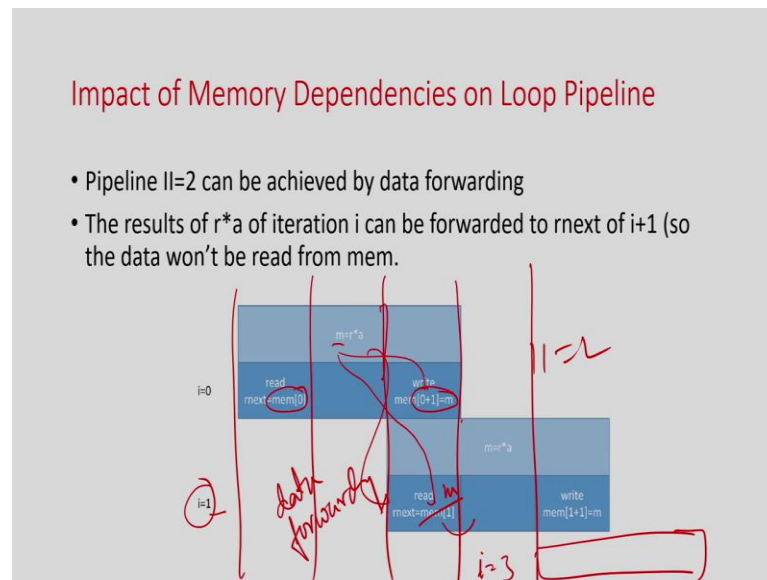 Impact of Memory Dependencies on Loop Pipeline
• Pipeline II=2 can be achieved by data forwarding
• The results of r*a of iteration i can be forwarded to rnext of i+1 (so
the data won't be read from mem.
m=r*a
II=2
i=0
read
rnext=mem[0]
write
mem[0+1]=m
m=r*a
i=1
data
forwardg
read
rnext=mem[1]
m
write
mem[1+1]=m
i=3